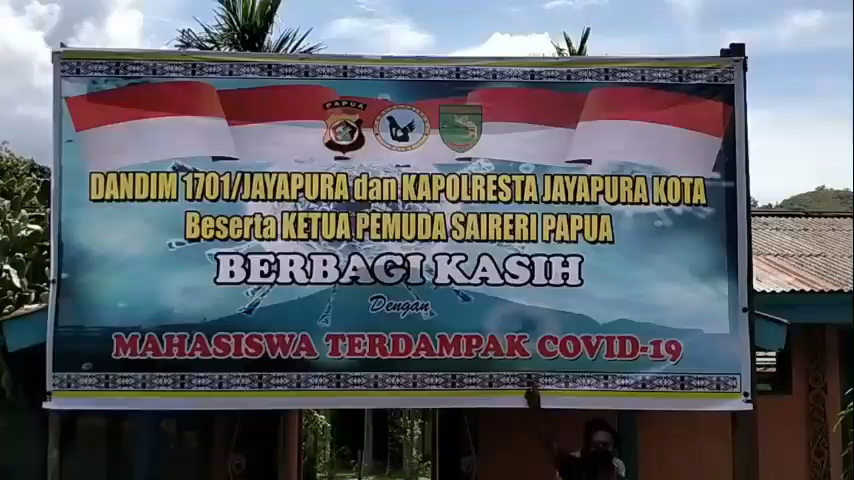 PAPUA
DANDIM 1701/JAYAPURA dan KAPOLRESTA JAYAPURA KOTA
Beserta KETUA PEMUDA SAIRERI PAPUA
BERBAGI KASIH
Dengan
MAHASISWA TERDAMPAK COVID-19